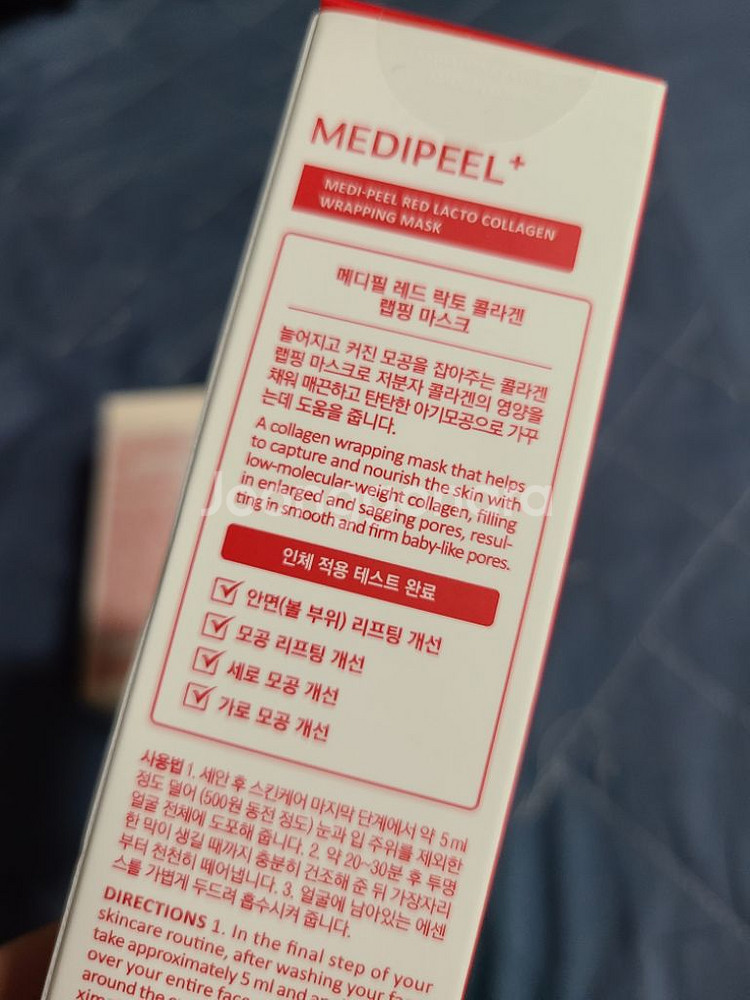 MEDIPEEL+
MEDI-PEEL RED LACTO COLLAGEN
WRAPPING MASK
메디필 레드 락토 콜라겐
랩핑 마스크
늘어지고 커진 모공을 잡아주는 콜라겐
랩핑 마스크로 저분자 콜라겐의 영양을
채워 매끈하고 탄탄한 아기모공으로 가꾸
는데 도움을 줍니다.
A collagen wrapping mask that helps
to capture and nourish the skin with
low-molecular-weight collagen, filling
in enlarged and sagging pores, resul-
ting in smooth and firm baby-like pores.
인체 적용 테스트 완료
안면(볼 부위) 리프팅 개선
모공 리프팅 개선
세로 모공 개선
가로 모공 개선
사용법 1. 세안 후 스킨케어 마지막 단계에서 약 5ml
정도 덜어 (500원 동전 정도) 눈과 입 주위를 제외한
얼굴 전체에 도포해 줍니다. 2. 약 20~30분 후 투명
한 막이 생길 때까지 충분히 건조해 준 뒤 가장자리
부터 천천히 떼어냅니다. 3. 얼굴에 남아있는 에센
스를 가볍게 두드려 흡수시켜 줍니다.
DIRECTIONS 1. In the final step of your
skincare routine, after washing your
take approximately 5 ml and
over your entire
around the